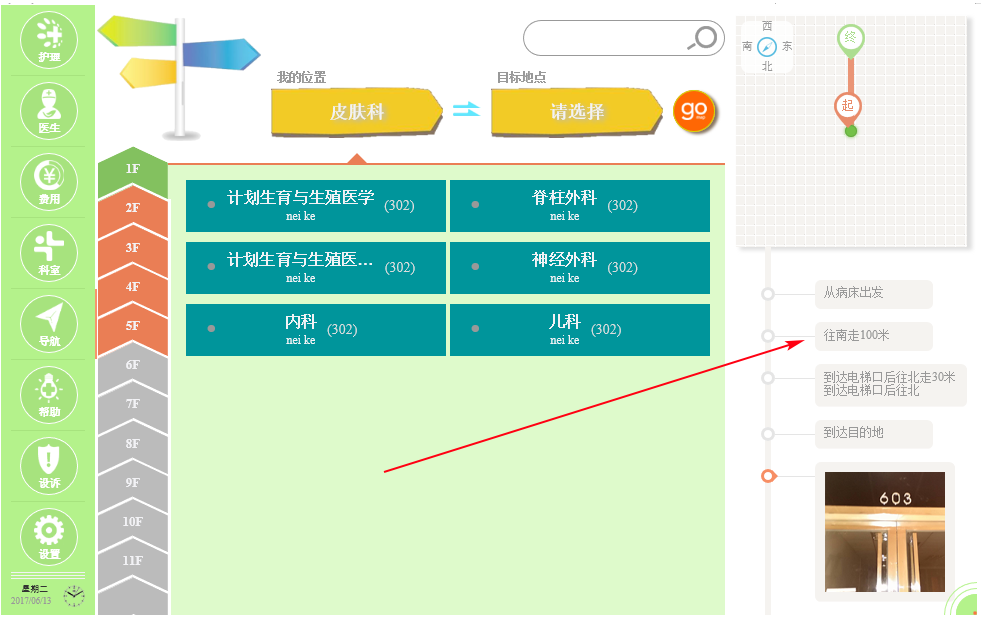 护理
医生
费用
科室
导航
帮助
设诉
设置
星期二
2017/06/13
我的位置
皮肤科
目标地点
请选择
go
1F
2F
3F
4F
5F
6F
7F
8F
9F
10F
11F
计划生育与生殖医学 (302)
nei ke
脊柱外科 (302)
nei ke
计划生育与生殖医... (302)
nei ke
神经外科 (302)
nei ke
内科 (302)
nei ke
儿科 (302)
nei ke
西
南 东
北
终
起
从病床出发
往南走100米
到达电梯口后往北走30米
到达电梯口后往北
到达目的地
603